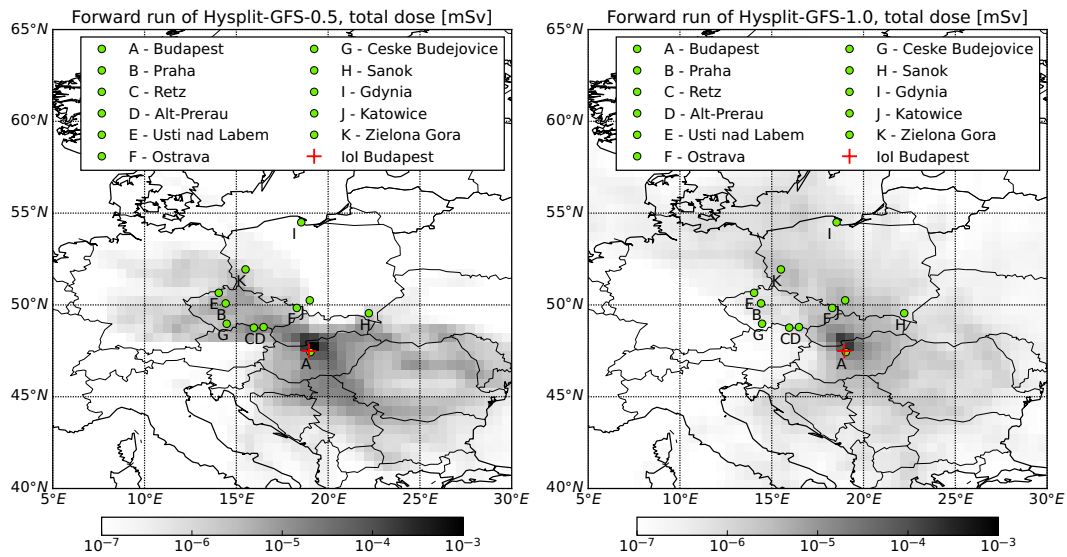 Forward run of Hysplit-GFS-0.5, total dose [mSv]
65°N
60°N
55°N
50°N
45°N
40°N
5°E 10°E 15°E 20°E 25°E 30°E
A - Budapest
B - Praha
C - Retz
D - Alt-Prerau
E - Usti nad Labem
F - Ostrava
G - Ceske Budejovice
H - Sanok
I - Gdynia
J - Katowice
K - Zielona Gora
IoI Budapest
I
K
E
B
G
CD
F
J
H
A
10⁻⁷ 10⁻⁶ 10⁻⁵ 10⁻⁴ 10⁻³
Forward run of Hysplit-GFS-1.0, total dose [mSv]
65°N
60°N
55°N
50°N
45°N
40°N
5°E 10°E 15°E 20°E 25°E 30°E
A - Budapest
B - Praha
C - Retz
D - Alt-Prerau
E - Usti nad Labem
F - Ostrava
G - Ceske Budejovice
H - Sanok
I - Gdynia
J - Katowice
K - Zielona Gora
IoI Budapest
I
K
E
B
G
CD
F
J
H
A
10⁻⁷ 10⁻⁶ 10⁻⁵ 10⁻⁴ 10⁻³